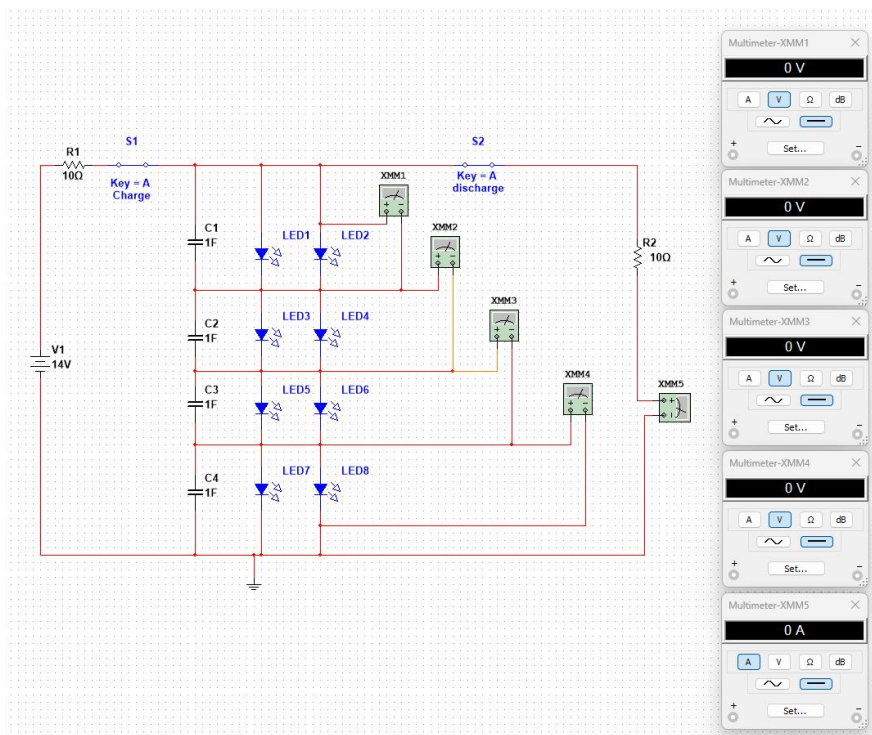 R1
10Ω
S1
Key = A
Charge
S2
Key = A
discharge
XMM1
XMM2
XMM3
XMM4
XMM5
C1
1F
LED1
LED2
R2
10Ω
C2
1F
LED3
LED4
V1
14V
C3
1F
LED5
LED6
C4
1F
LED7
LED8
Multimeter-XMM1
0 V
A V Ω dB
+ Set... −
Multimeter-XMM2
0 V
A V Ω dB
+ Set... −
Multimeter-XMM3
0 V
A V Ω dB
+ Set... −
Multimeter-XMM4
0 V
A V Ω dB
+ Set... −
Multimeter-XMM5
0 A
A V Ω dB
+ Set... −